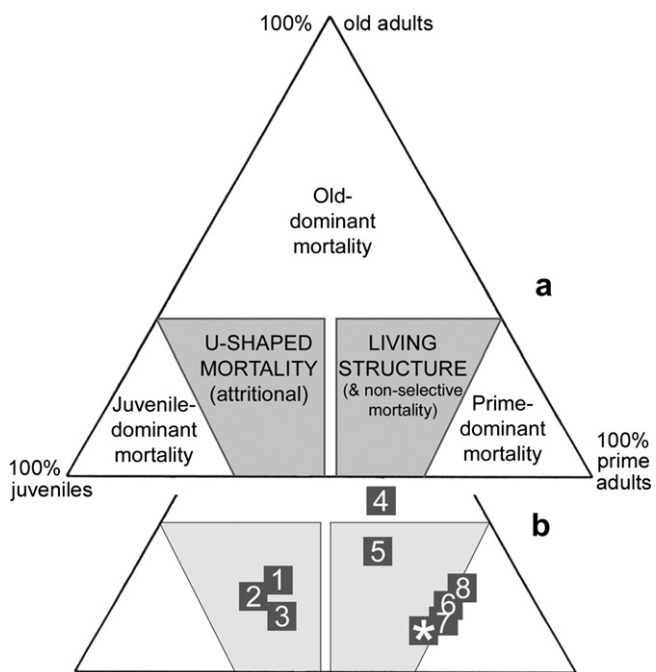 100% old adults
Old-
dominant
mortality
a
U-SHAPED
MORTALITY
(attritional)
LIVING
STRUCTURE
(& non-selective
mortality)
Juvenile-
dominant
mortality
Prime-
dominant
mortality
100%
juveniles
100%
prime
adults
b
4
5
1
2
3
8
6
7
*